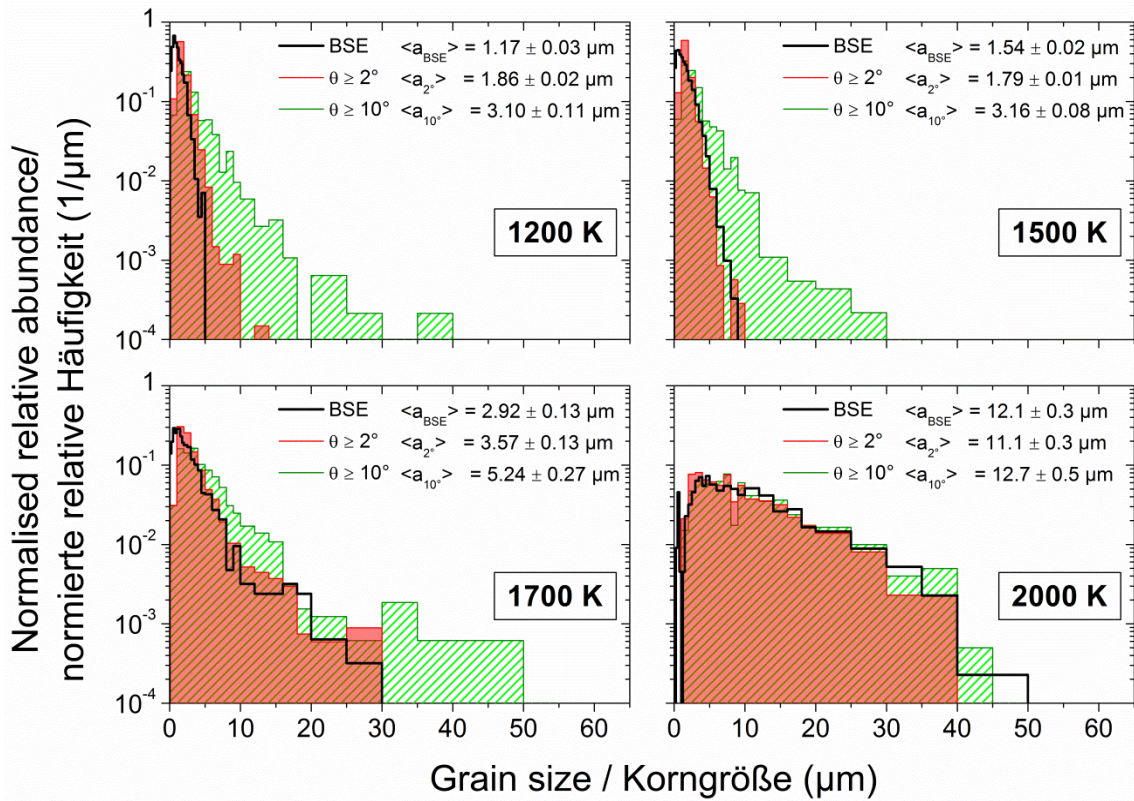 Normalised relative abundance/
normierte relative Häufigkeit (1/µm)
1
10⁻¹
10⁻²
10⁻³
10⁻⁴
BSE <a_BSE> = 1.17 ± 0.03 µm
θ ≥ 2° <a_2°> = 1.86 ± 0.02 µm
θ ≥ 10° <a_10°> = 3.10 ± 0.11 µm
1200 K
BSE <a_BSE> = 1.54 ± 0.02 µm
θ ≥ 2° <a_2°> = 1.79 ± 0.01 µm
θ ≥ 10° <a_10°> = 3.16 ± 0.08 µm
1500 K
1
10⁻¹
10⁻²
10⁻³
10⁻⁴
BSE <a_BSE> = 2.92 ± 0.13 µm
θ ≥ 2° <a_2°> = 3.57 ± 0.13 µm
θ ≥ 10° <a_10°> = 5.24 ± 0.27 µm
1700 K
0 10 20 30 40 50 60
BSE <a_BSE> = 12.1 ± 0.3 µm
θ ≥ 2° <a_2°> = 11.1 ± 0.3 µm
θ ≥ 10° <a_10°> = 12.7 ± 0.5 µm
2000 K
0 10 20 30 40 50 60
Grain size / Korngröße (µm)